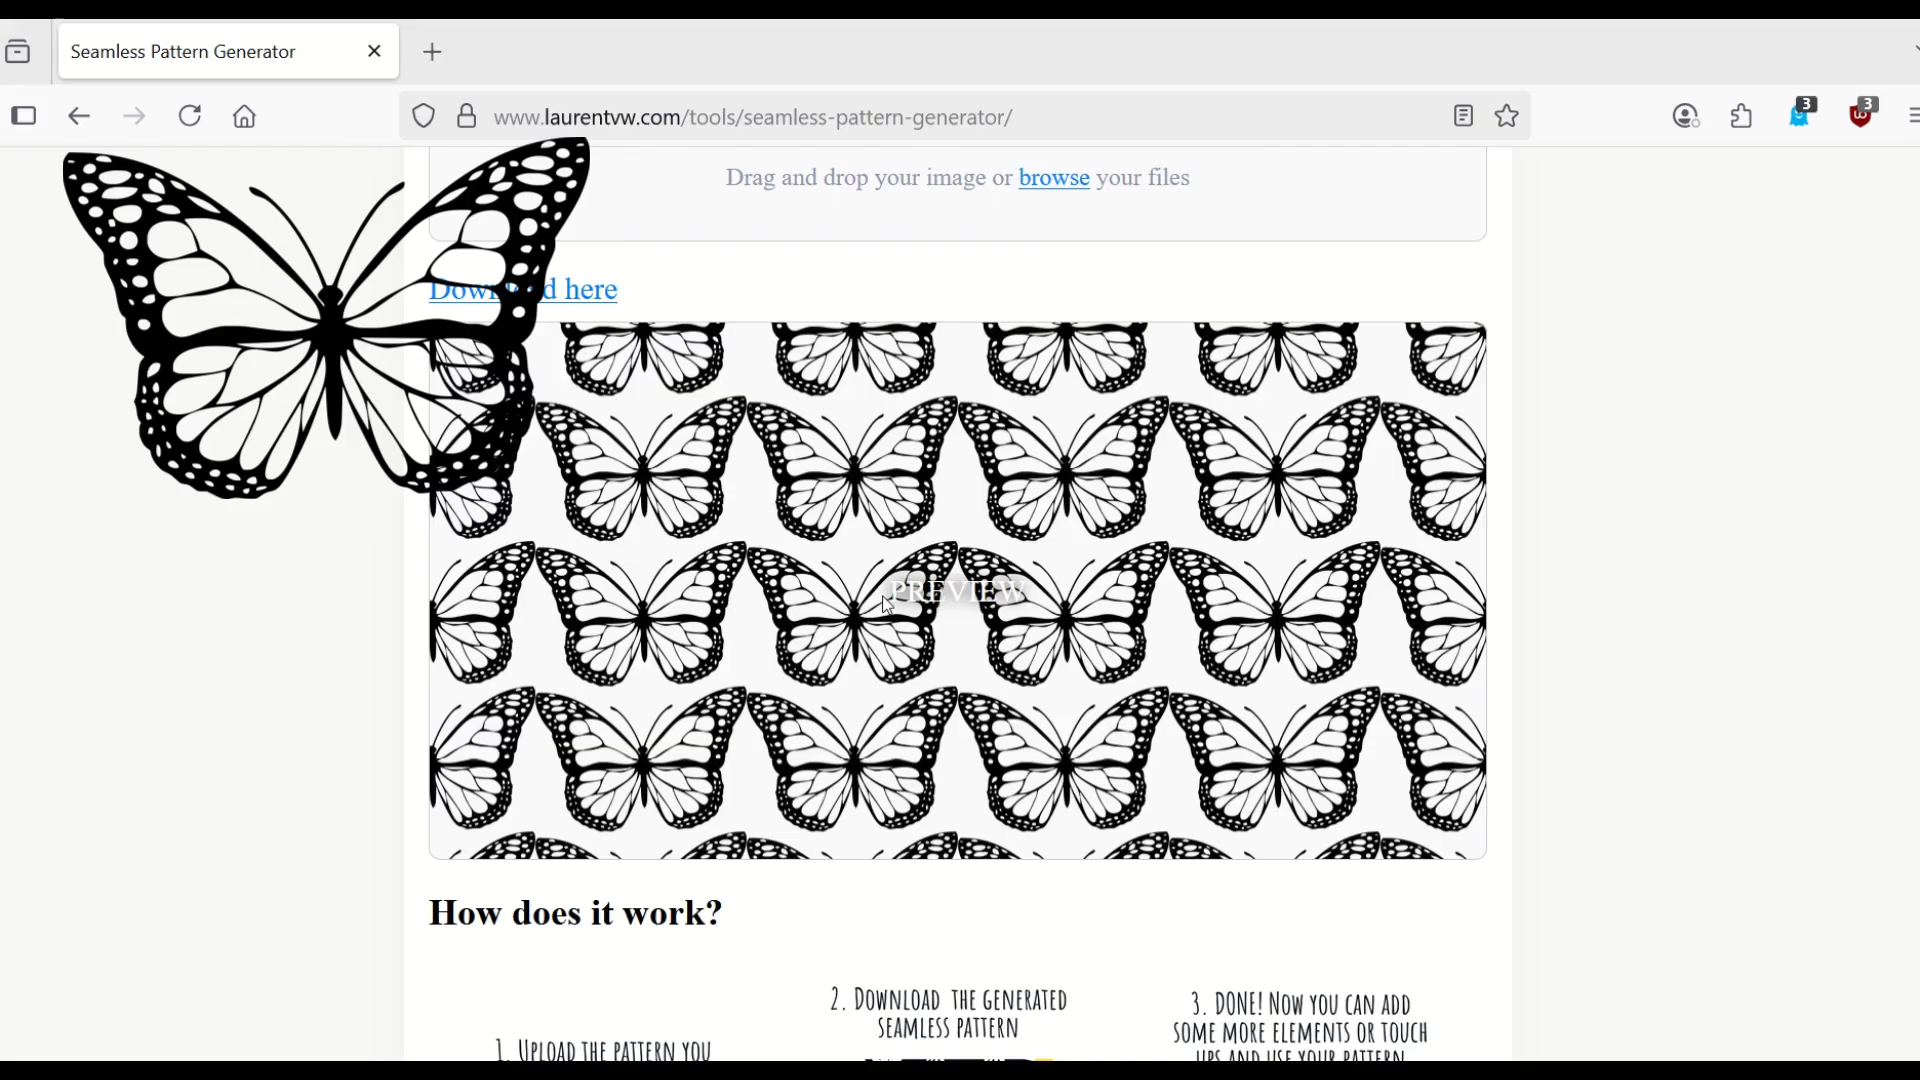 Seamless Pattern Generator
www.laurentvw.com/tools/seamless-pattern-generator/
3
3
Drag and drop your image or browse your files
d here
PREVIEW
How does it work?
1. UPLOAD THE PATTERN YOU
2. DOWNLOAD THE GENERATED
SEAMLESS PATTERN
3. DONE! NOW YOU CAN ADD
SOME MORE ELEMENTS OR TOUCH
UPS AND USE YOUR PATTERN